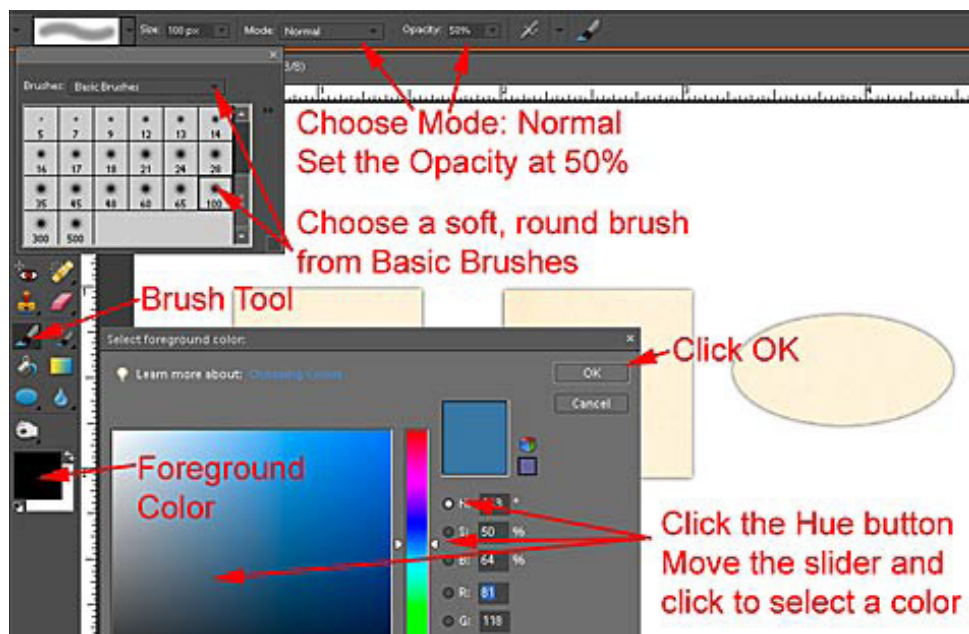 Size: 100 px Mode: Normal Opacity: 50%
Brushes: Basic Brushes
5 7 9 12 13 14
16 17 18 21 24 28
35 45 48 60 65 100
300 500
Choose Mode: Normal
Set the Opacity at 50%
Choose a soft, round brush
from Basic Brushes
Brush Tool
Select foreground color:
Learn more about: Choosing Colors
OK
Cancel
Click OK
Foreground
Color
H: °
S: 50 %
B: 64 %
R: 81
G: 118
Click the Hue button
Move the slider and
click to select a color